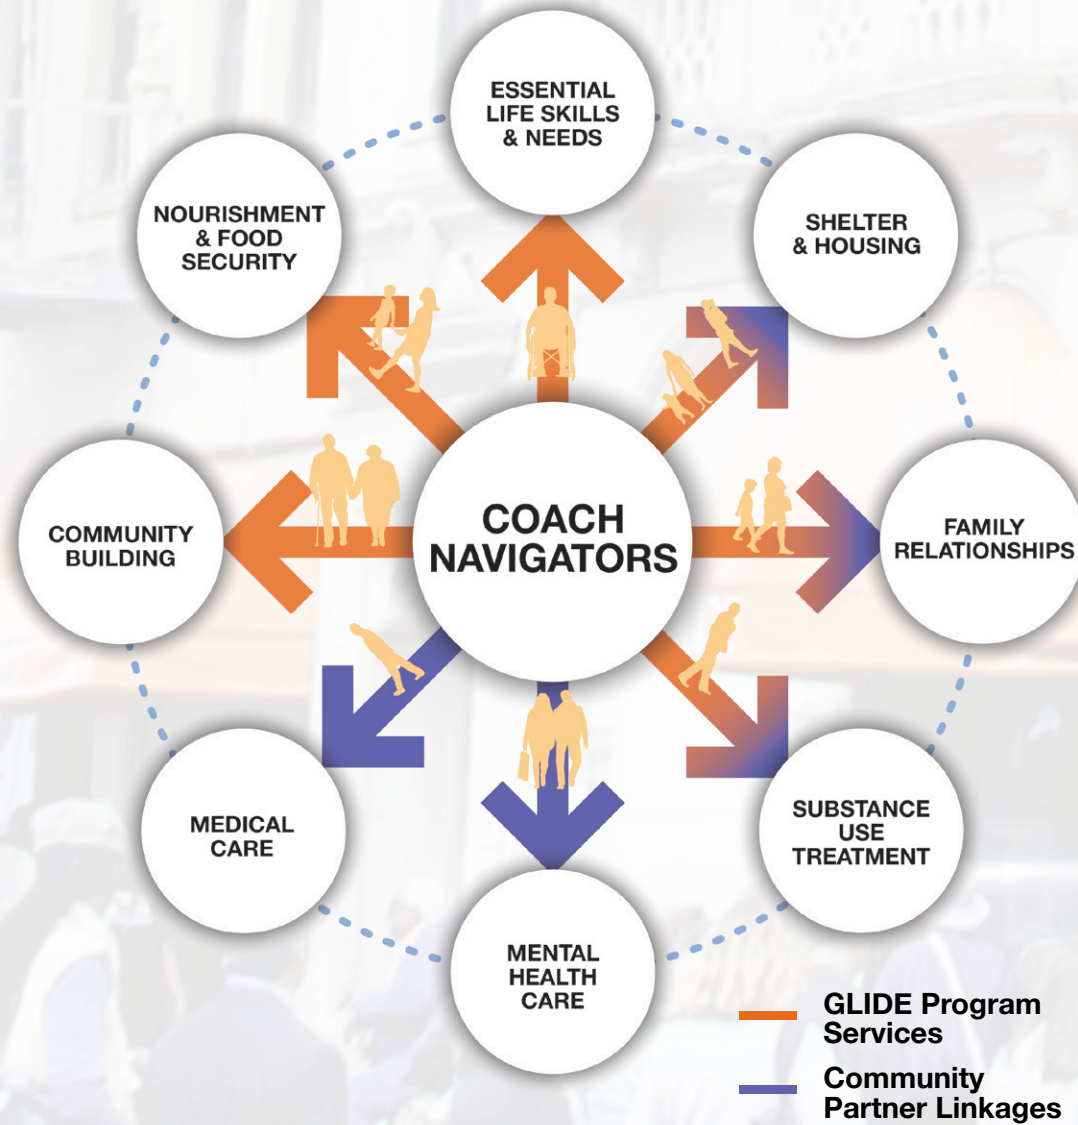 ESSENTIAL
LIFE SKILLS
& NEEDS
SHELTER
& HOUSING
FAMILY
RELATIONSHIPS
SUBSTANCE
USE
TREATMENT
MENTAL
HEALTH
CARE
MEDICAL
CARE
COMMUNITY
BUILDING
NOURISHMENT
& FOOD
SECURITY
COACH
NAVIGATORS
GLIDE Program
Services
Community
Partner Linkages